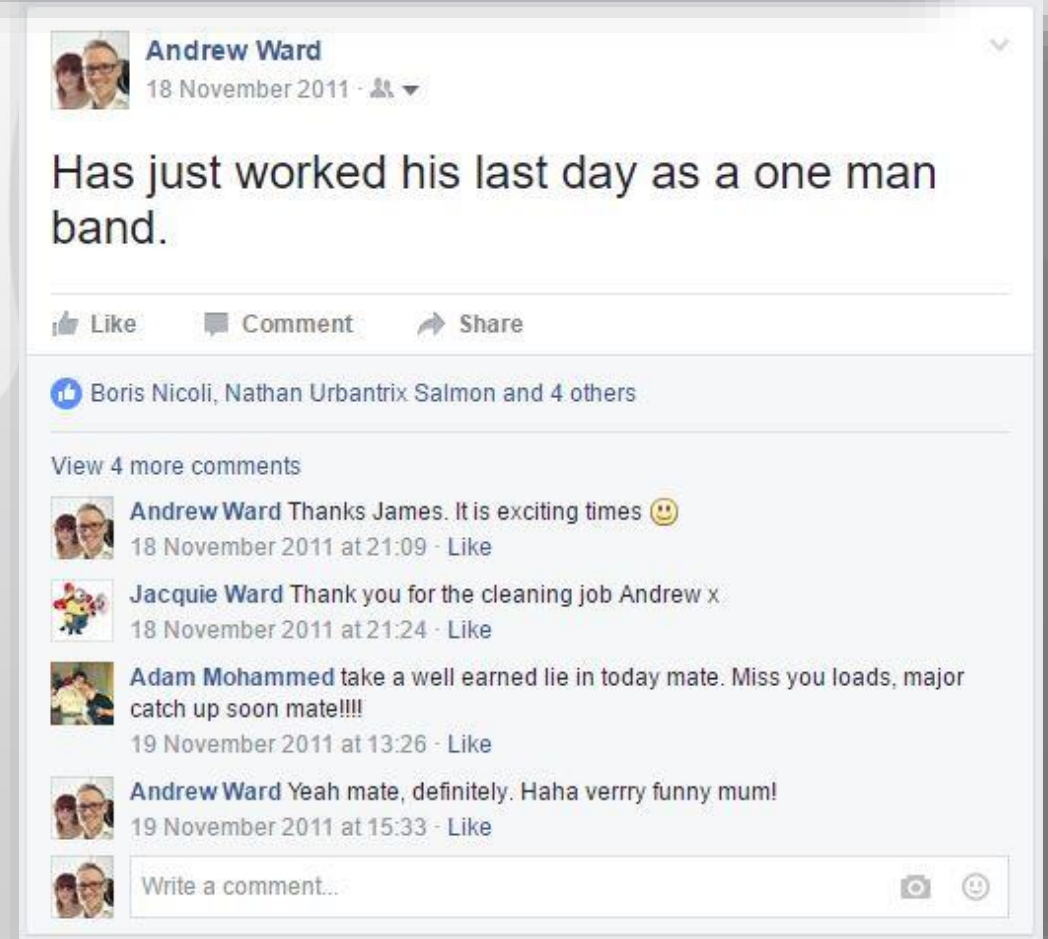 Andrew Ward
18 November 2011 ·
Has just worked his last day as a one man
band.
Like Comment Share
Boris Nicoli, Nathan Urbantrix Salmon and 4 others
View 4 more comments
Andrew Ward Thanks James. It is exciting times
18 November 2011 at 21:09 · Like
Jacquie Ward Thank you for the cleaning job Andrew x
18 November 2011 at 21:24 · Like
Adam Mohammed take a well earned lie in today mate. Miss you loads, major
catch up soon mate!!!!
19 November 2011 at 13:26 · Like
Andrew Ward Yeah mate, definitely. Haha verrry funny mum!
19 November 2011 at 15:33 · Like
Write a comment...